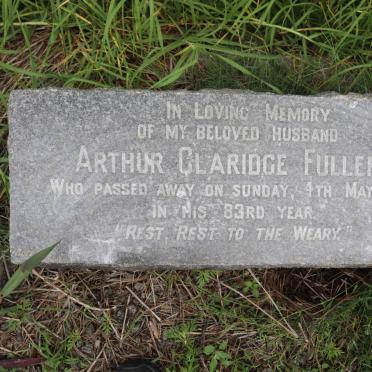 In Loving Memory
of my beloved husband
Arthur Claridge Fuller
Who passed away on Sunday, 4th May
in his 83rd year.
"Rest, Rest to the Weary."